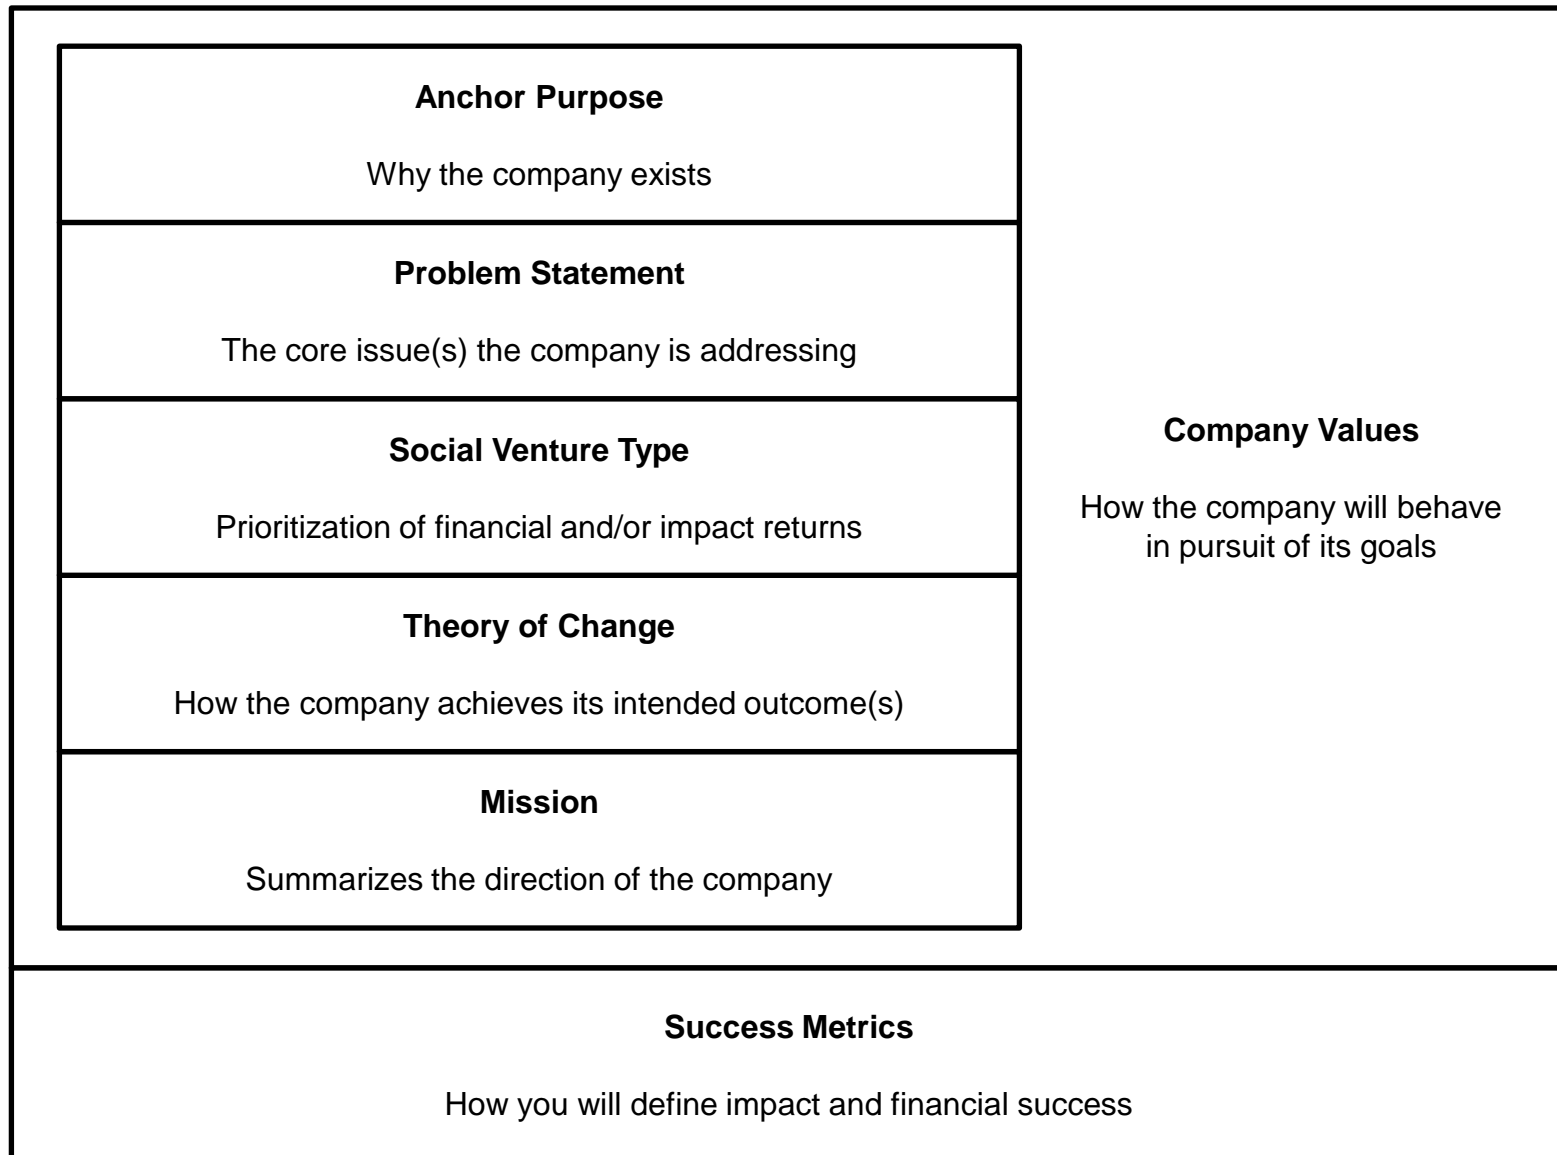 Anchor Purpose
Why the company exists
Problem Statement
The core issue(s) the company is addressing
Social Venture Type
Prioritization of financial and/or impact returns
Theory of Change
How the company achieves its intended outcome(s)
Mission
Summarizes the direction of the company
Company Values
How the company will behave
in pursuit of its goals
Success Metrics
How you will define impact and financial success